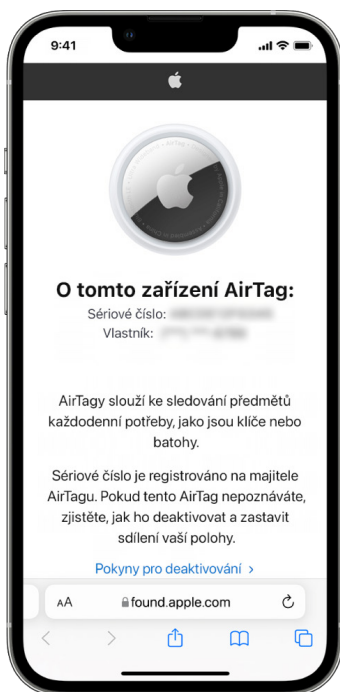 9:41
O tomto zařízení AirTag:
Sériové číslo:
Vlastník:
AirTagy slouží ke sledování předmětů
každodenní potřeby, jako jsou klíče nebo
batohy.
Sériové číslo je registrováno na majitele
AirTagu. Pokud tento AirTag nepoznáváte,
zjistěte, jak ho deaktivovat a zastavit
sdílení vaší polohy.
Pokyny pro deaktivování >
AA found.apple.com